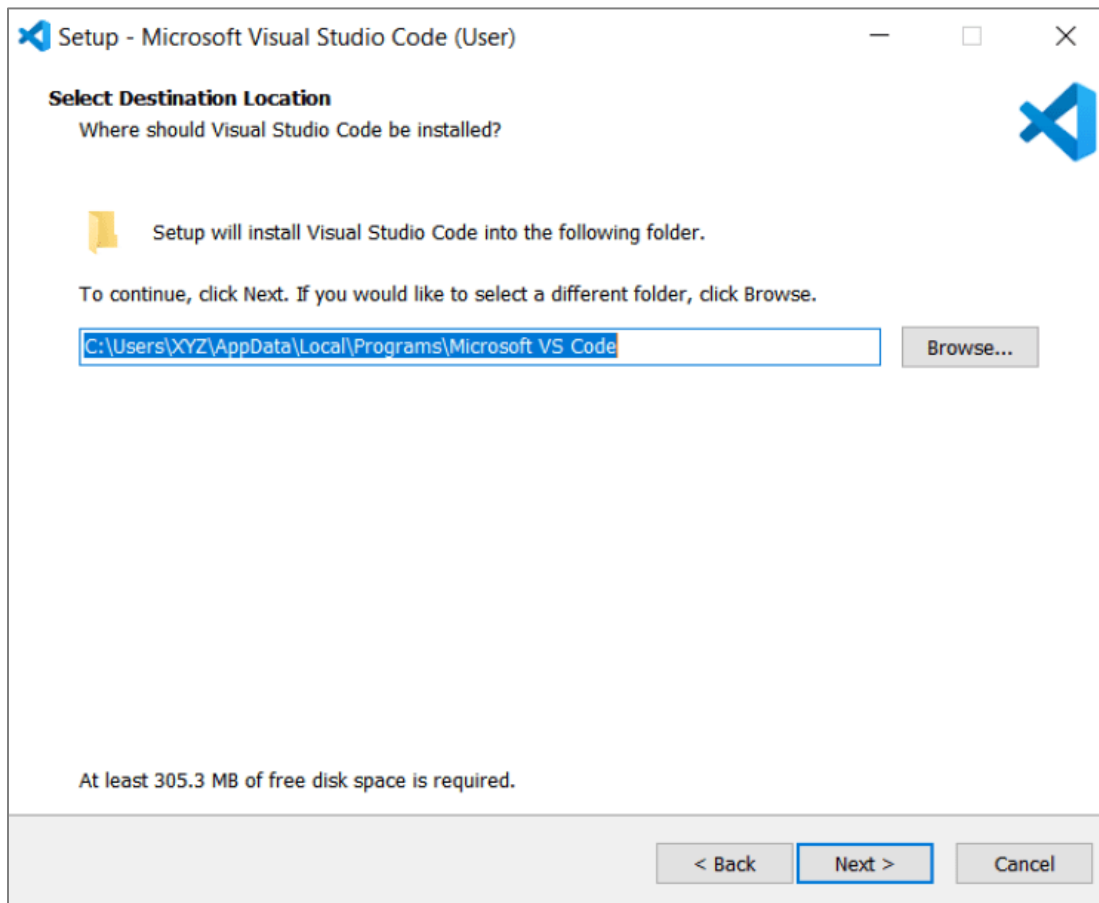 Setup - Microsoft Visual Studio Code (User)
Select Destination Location
Where should Visual Studio Code be installed?
Setup will install Visual Studio Code into the following folder.
To continue, click Next. If you would like to select a different folder, click Browse.
C:\Users\XYZ\AppData\Local\Programs\Microsoft VS Code
Browse...
At least 305.3 MB of free disk space is required.
< Back
Next >
Cancel